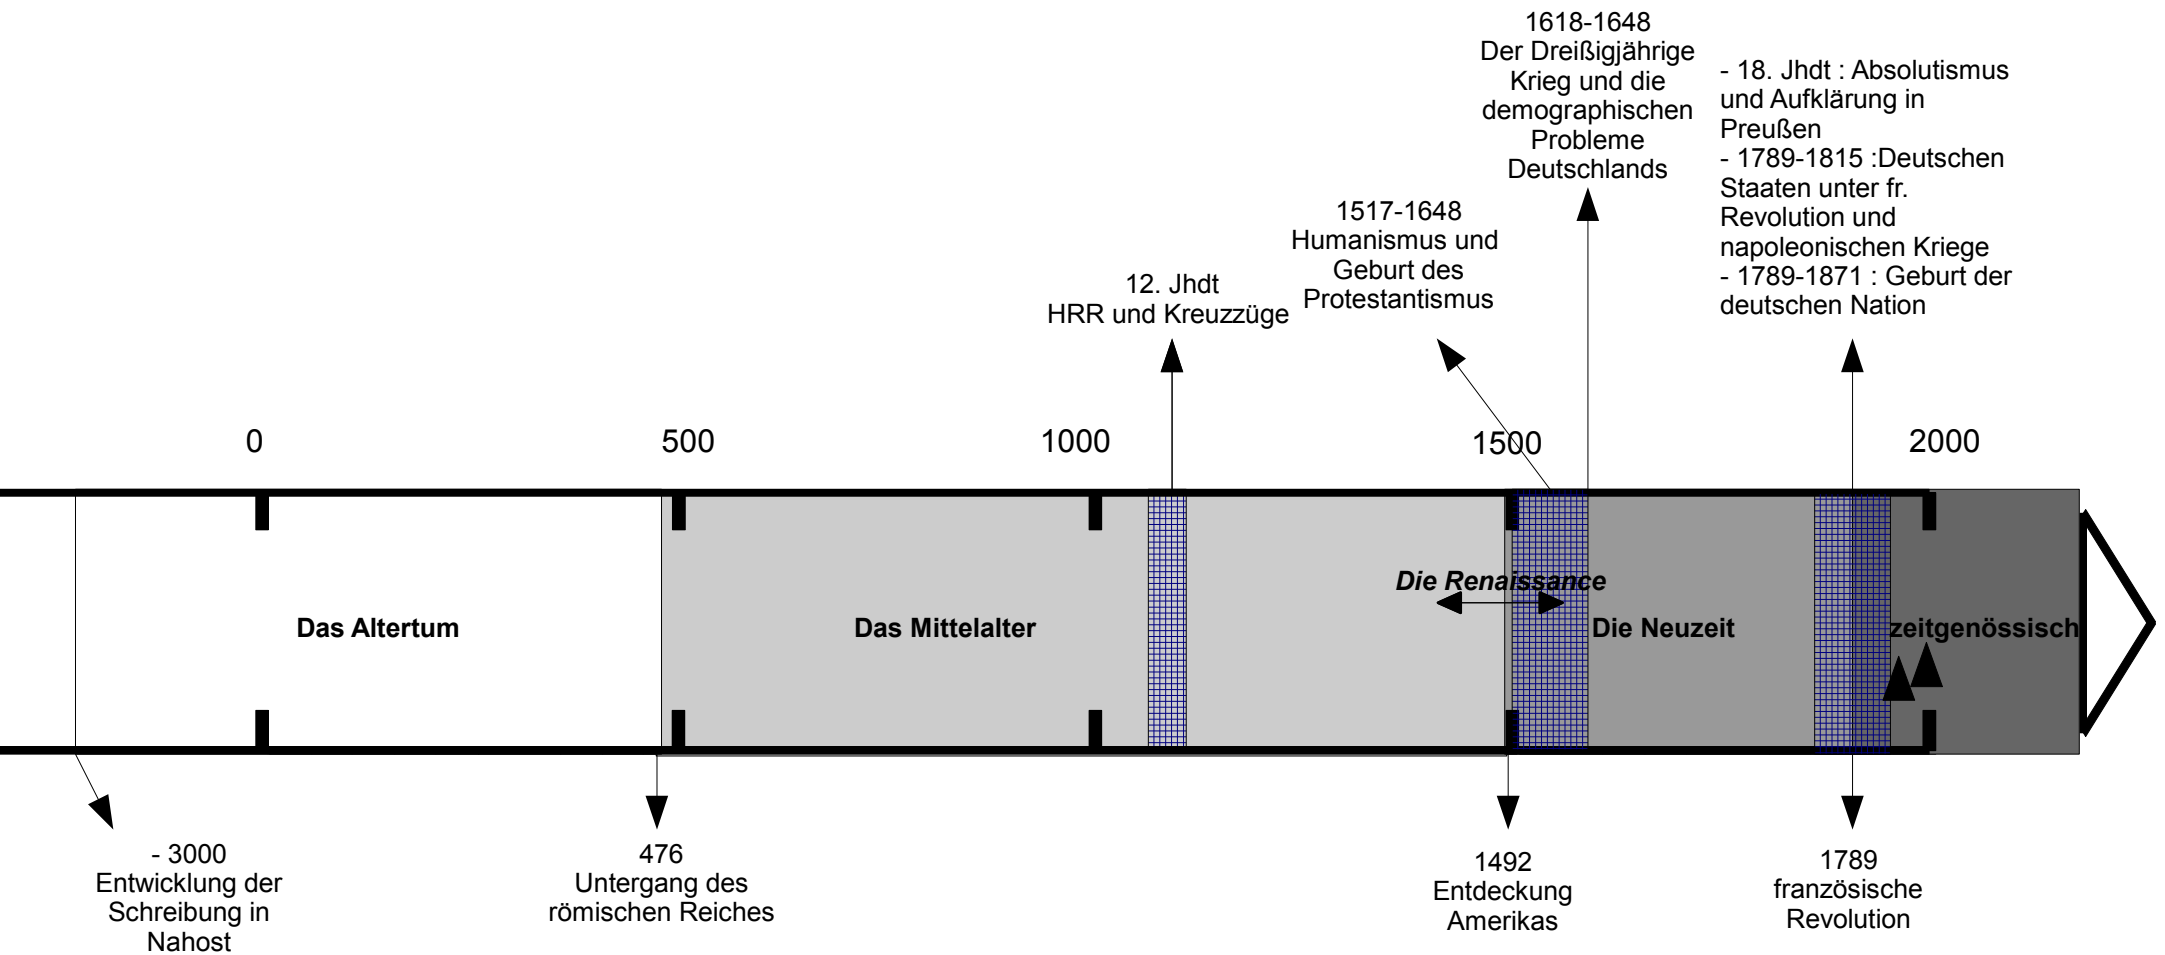 1618-1648
Der Dreißigjährige
Krieg und die
demographischen
Probleme
Deutschlands
- 18. Jhdt : Absolutismus
und Aufklärung in
Preußen
- 1789-1815 :Deutschen
Staaten unter fr.
Revolution und
napoleonischen Kriege
- 1789-1871 : Geburt der
deutschen Nation
1517-1648
Humanismus und
Geburt des
Protestantismus
12. Jhdt
HRR und Kreuzzüge
0
500
1000
1500
2000
Die Renaissance
Das Altertum
Das Mittelalter
Die Neuzeit
zeitgenössisch
- 3000
Entwicklung der
Schreibung in
Nahost
476
Untergang des
römischen Reiches
1492
Entdeckung
Amerikas
1789
französische
Revolution